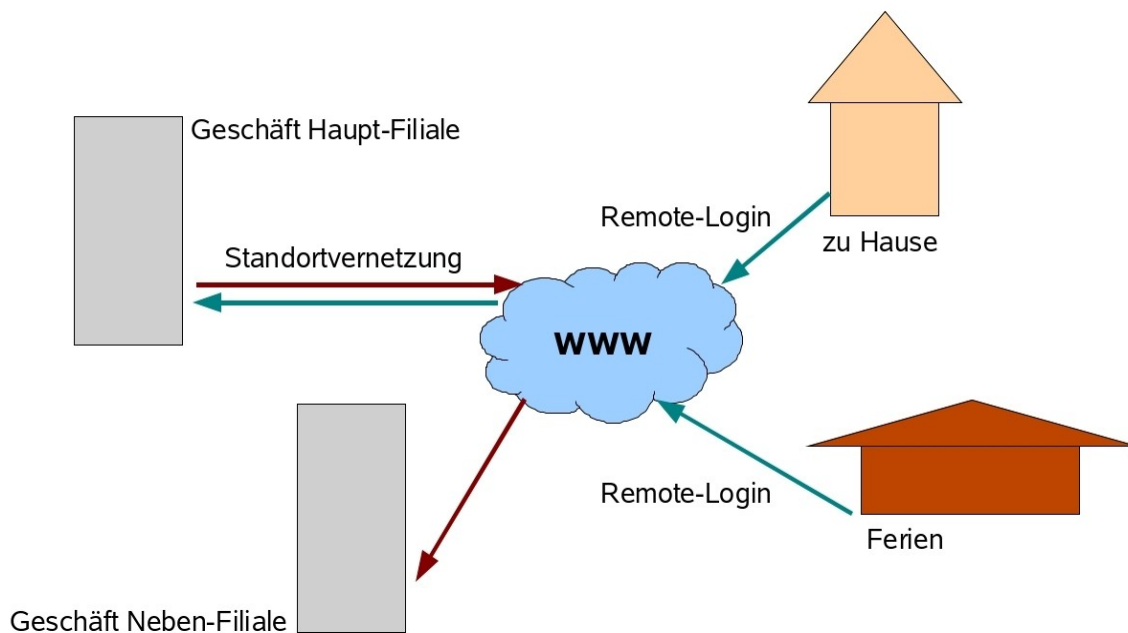 Geschäft Haupt-Filiale
Remote-Login
zu Hause
Standortvernetzung
www
Remote-Login
Ferien
Geschäft Neben-Filiale